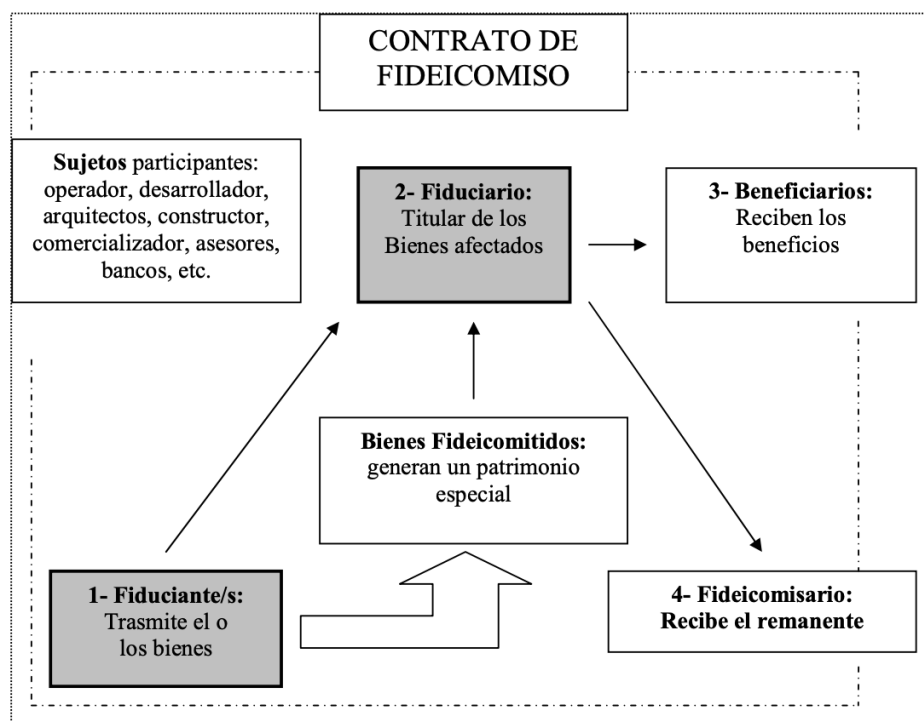 CONTRATO DE
FIDEICOMISO
Sujetos participantes:
operador, desarrollador,
arquitectos, constructor,
comercializador, asesores,
bancos, etc.
2- Fiduciario:
Titular de los
Bienes afectados
3- Beneficiarios:
Reciben los
beneficios
Bienes Fideicomitidos:
generan un patrimonio
especial
1- Fiduciante/s:
Trasmite el o
los bienes
4- Fideicomisario:
Recibe el remanente